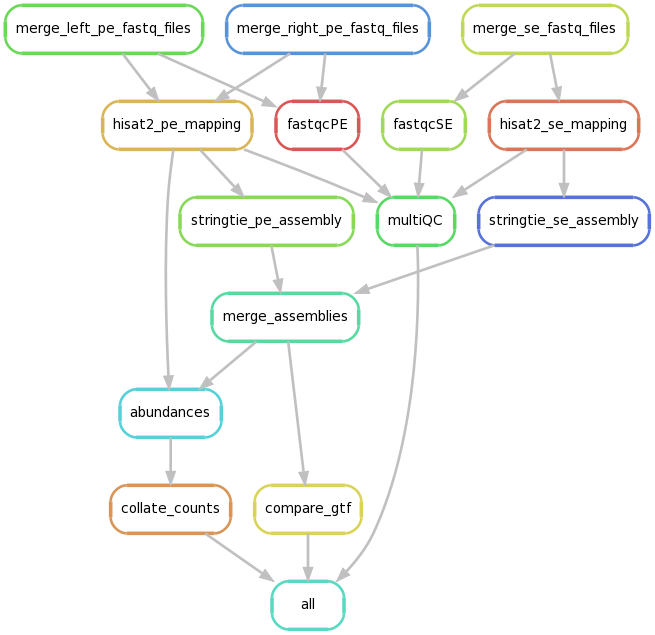 merge_left_pe_fastq_files
merge_right_pe_fastq_files
merge_se_fastq_files
hisat2_pe_mapping
fastqcPE
fastqcSE
hisat2_se_mapping
stringtie_pe_assembly
multiQC
stringtie_se_assembly
merge_assemblies
abundances
collate_counts
compare_gtf
all